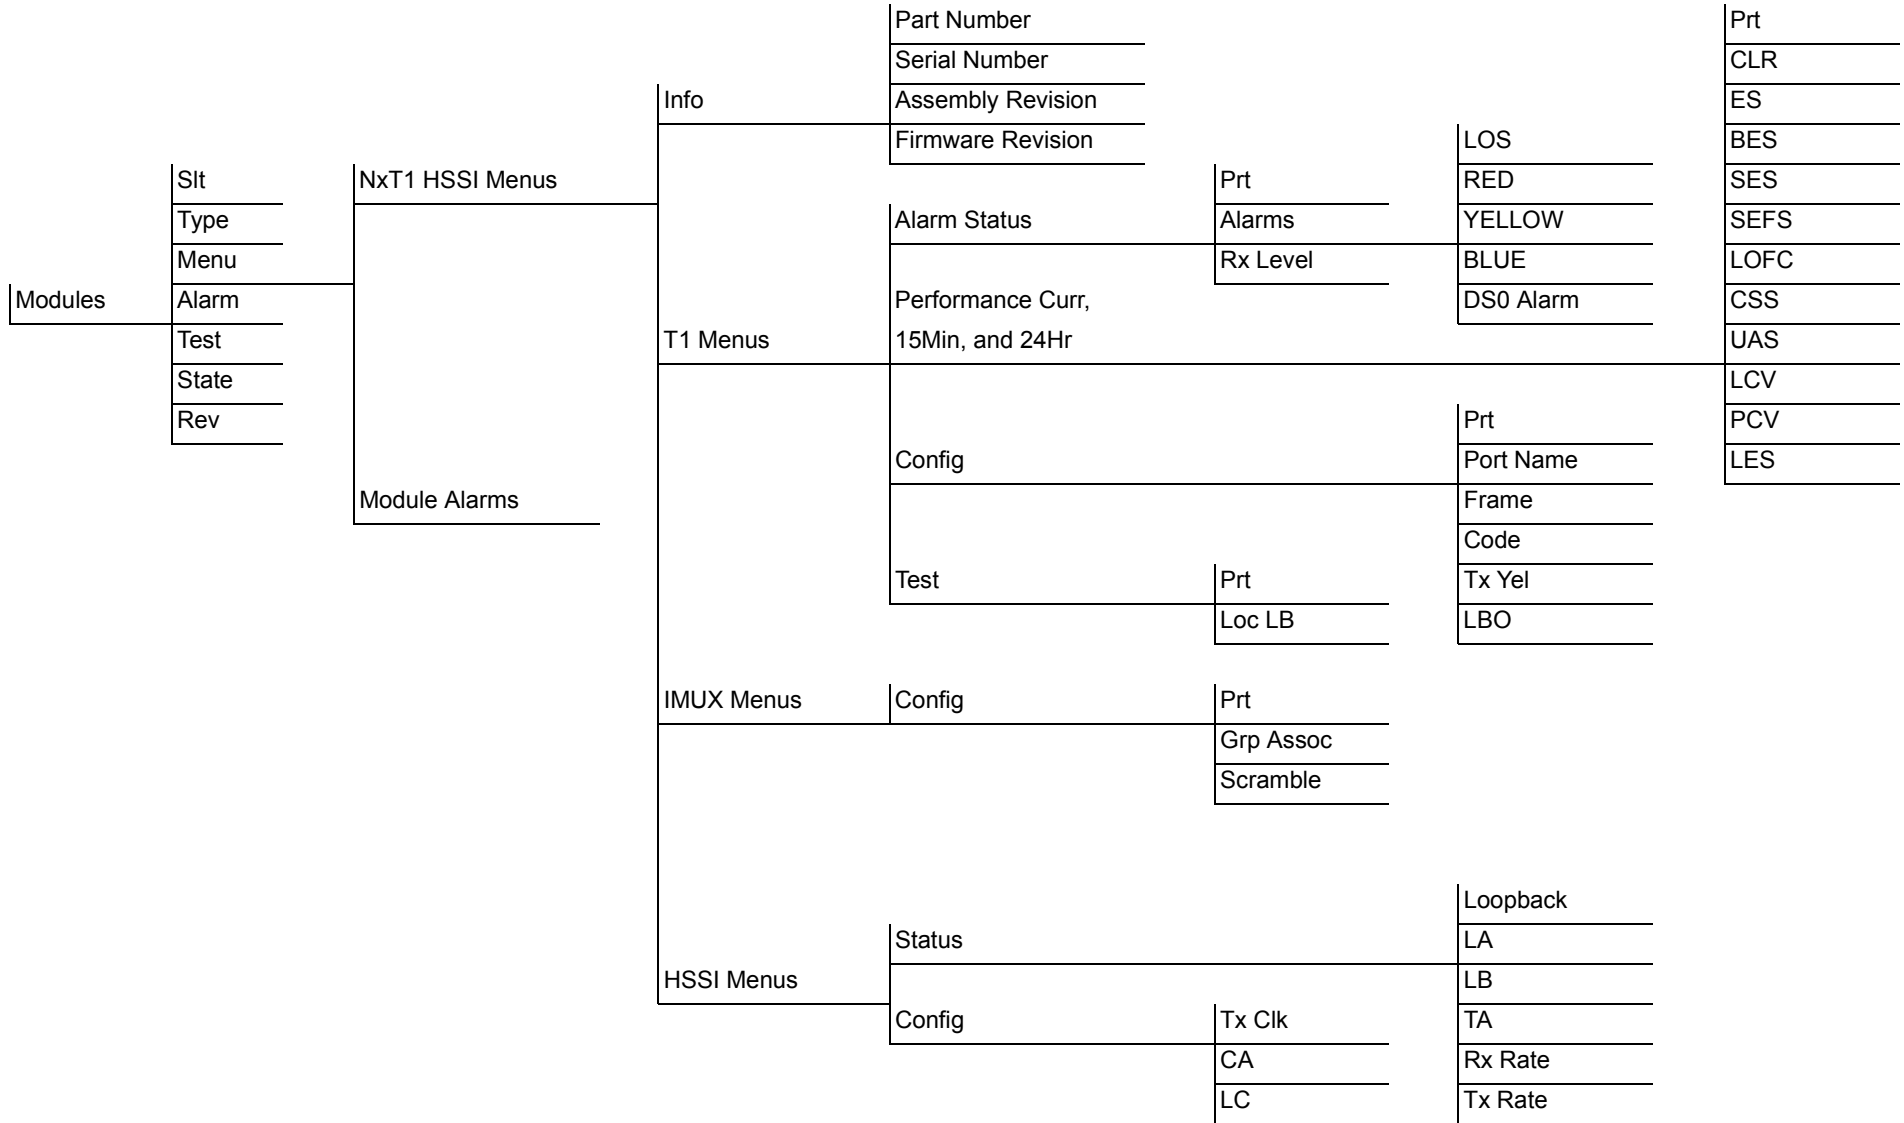 Modules
Slt
Type
Menu
Alarm
Test
State
Rev
NxT1 HSSI Menus
Module Alarms
Info
T1 Menus
IMUX Menus
HSSI Menus
Part Number
Serial Number
Assembly Revision
Firmware Revision
Alarm Status
Performance Curr,
15Min, and 24Hr
Config
Test
Config
Status
Config
Prt
Alarms
Rx Level
Prt
Loc LB
Prt
Grp Assoc
Scramble
Tx Clk
CA
LC
LOS
RED
YELLOW
BLUE
DS0 Alarm
Prt
Port Name
Frame
Code
Tx Yel
LBO
Loopback
LA
LB
TA
Rx Rate
Tx Rate
Prt
CLR
ES
BES
SES
SEFS
LOFC
CSS
UAS
LCV
PCV
LES